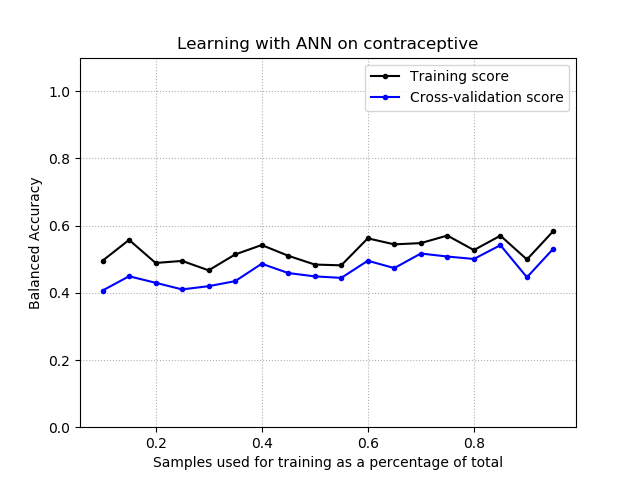 Learning with ANN on contraceptive
Training score
Cross-validation score
Balanced Accuracy
1.0
0.8
0.6
0.4
0.2
0.0
0.2 0.4 0.6 0.8
Samples used for training as a percentage of total